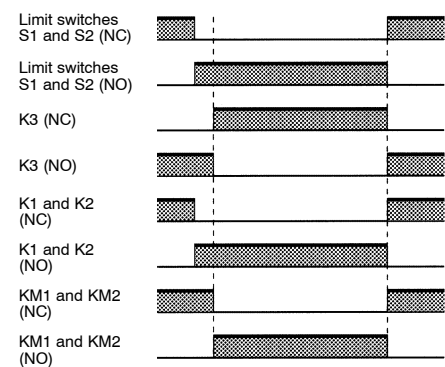 Limit switches
S1 and S2 (NC)
Limit switches
S1 and S2 (NO)
K3 (NC)
K3 (NO)
K1 and K2
(NC)
K1 and K2
(NO)
KM1 and KM2
(NC)
KM1 and KM2
(NO)